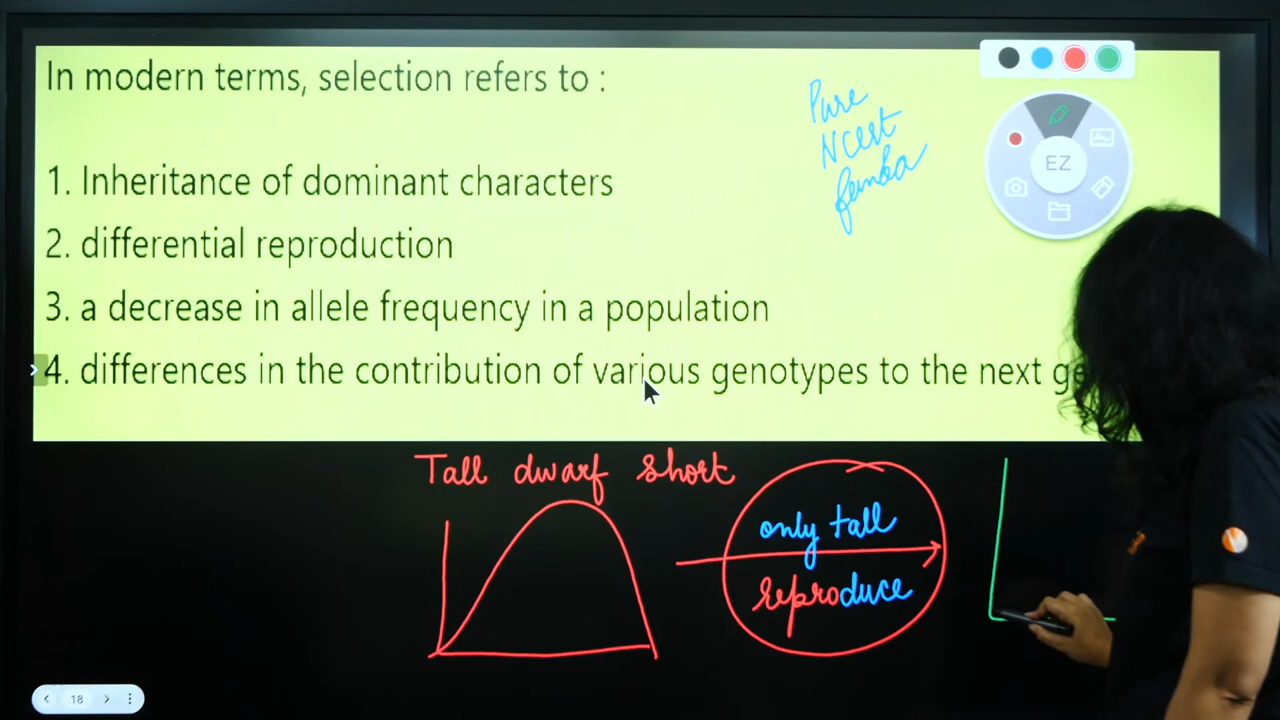 In modern terms, selection refers to :
Pure
NCERT
funda
1. Inheritance of dominant characters
2. differential reproduction
3. a decrease in allele frequency in a population
4. differences in the contribution of various genotypes to the next ge
EZ
Tall dwarf short
only tall
reproduce
18